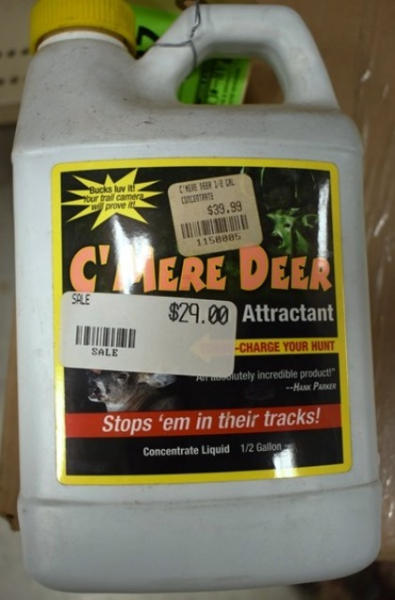 Bucks luv it!
Your trail camera
will prove it!
C'MERE DEER 1-2 GAL
CONCENTRATE
$39.99
1150005
C'MERE DEER
SALE
$29.00
SALE
Attractant
-CHARGE YOUR HUNT
An absolutely incredible product!"
--HANK PARKER
Stops 'em in their tracks!
Concentrate Liquid 1/2 Gallon